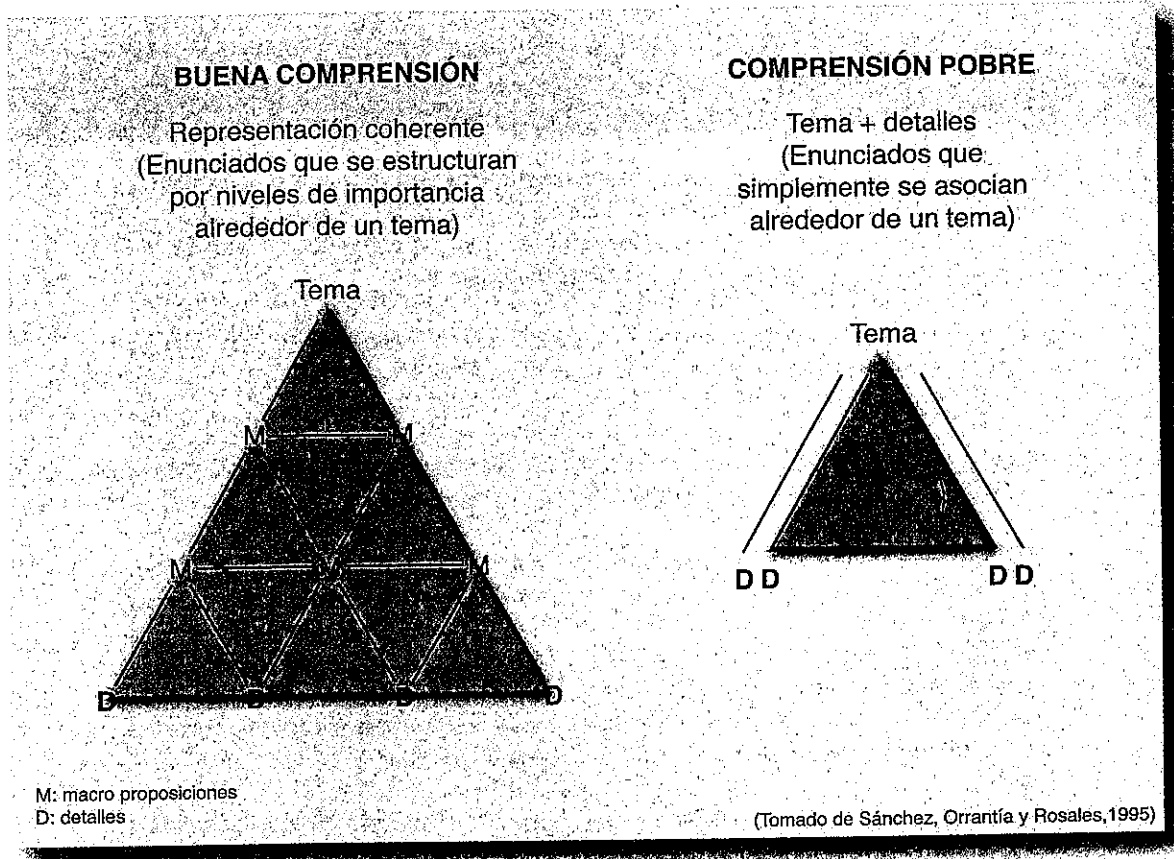 BUENA COMPRENSIÓN
Representación coherente
(Enunciados que se estructuran
por niveles de importancia
alrededor de un tema)
Tema
M M
M M M
D D D D
COMPRENSIÓN POBRE
Tema + detalles
(Enunciados que
simplemente se asocian
alrededor de un tema)
Tema
D D D D
M: macro proposiciones
D: detalles
(Tomado de Sánchez, Orrantía y Rosales,1995)